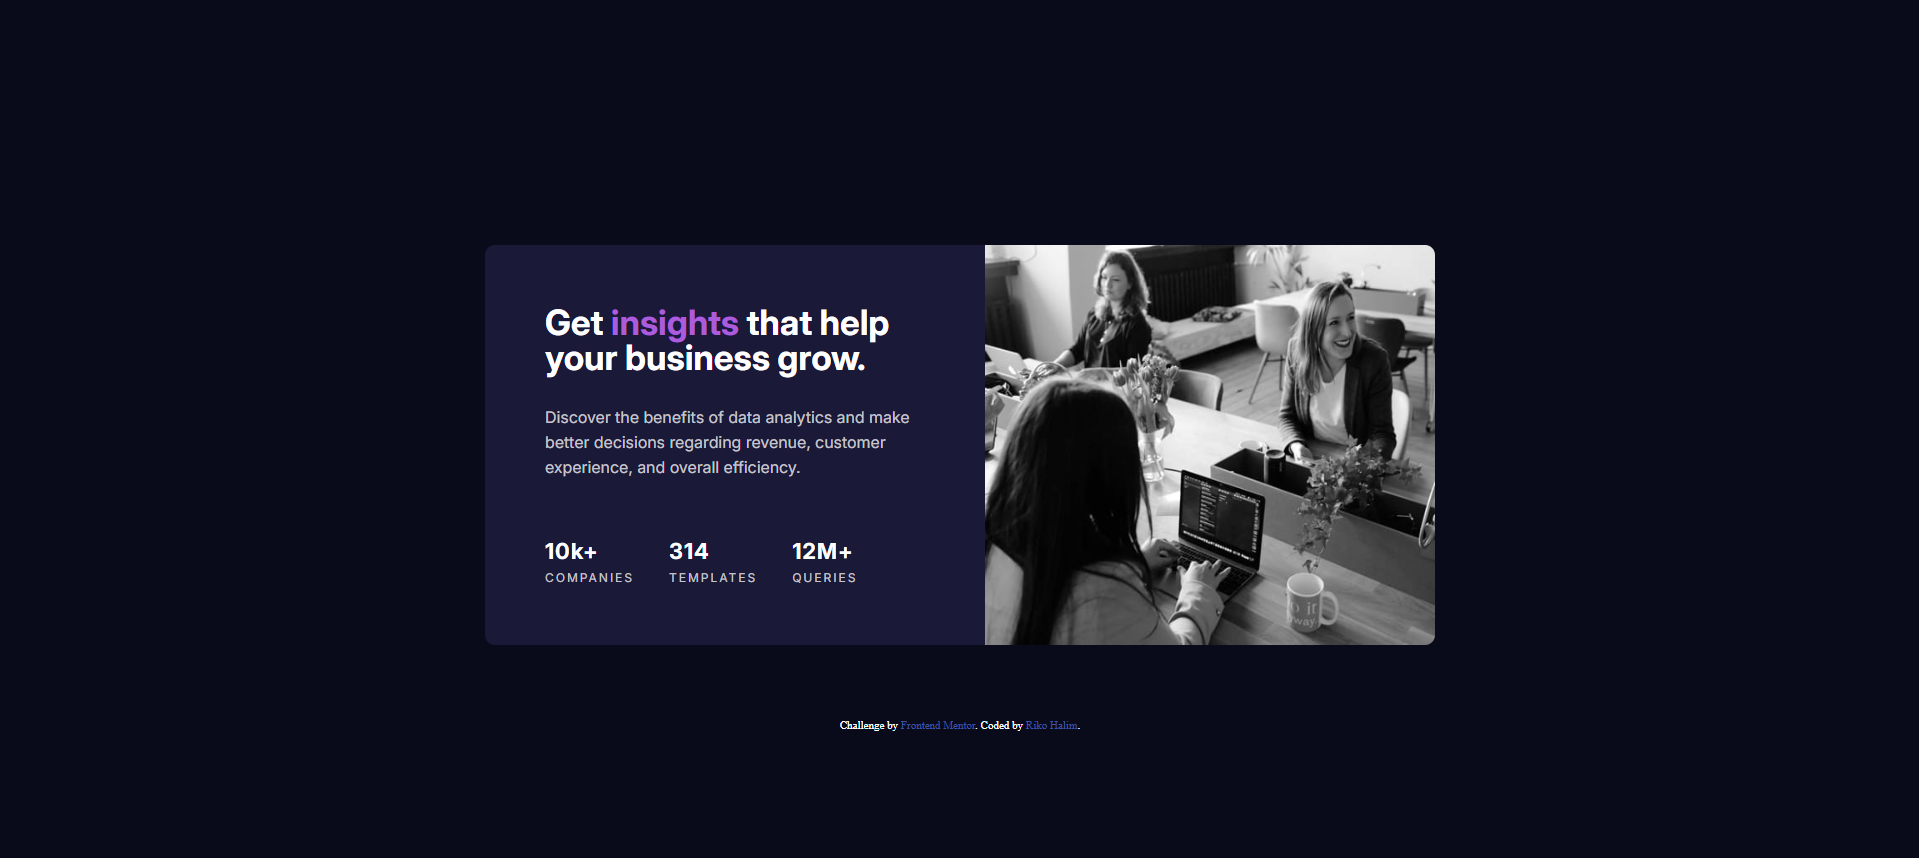 Get insights that help
your business grow.
Discover the benefits of data analytics and make
better decisions regarding revenue, customer
experience, and overall efficiency.
10k+ 314 12M+
COMPANIES TEMPLATES QUERIES
Challenge by Frontend Mentor. Coded by Riko Halim.